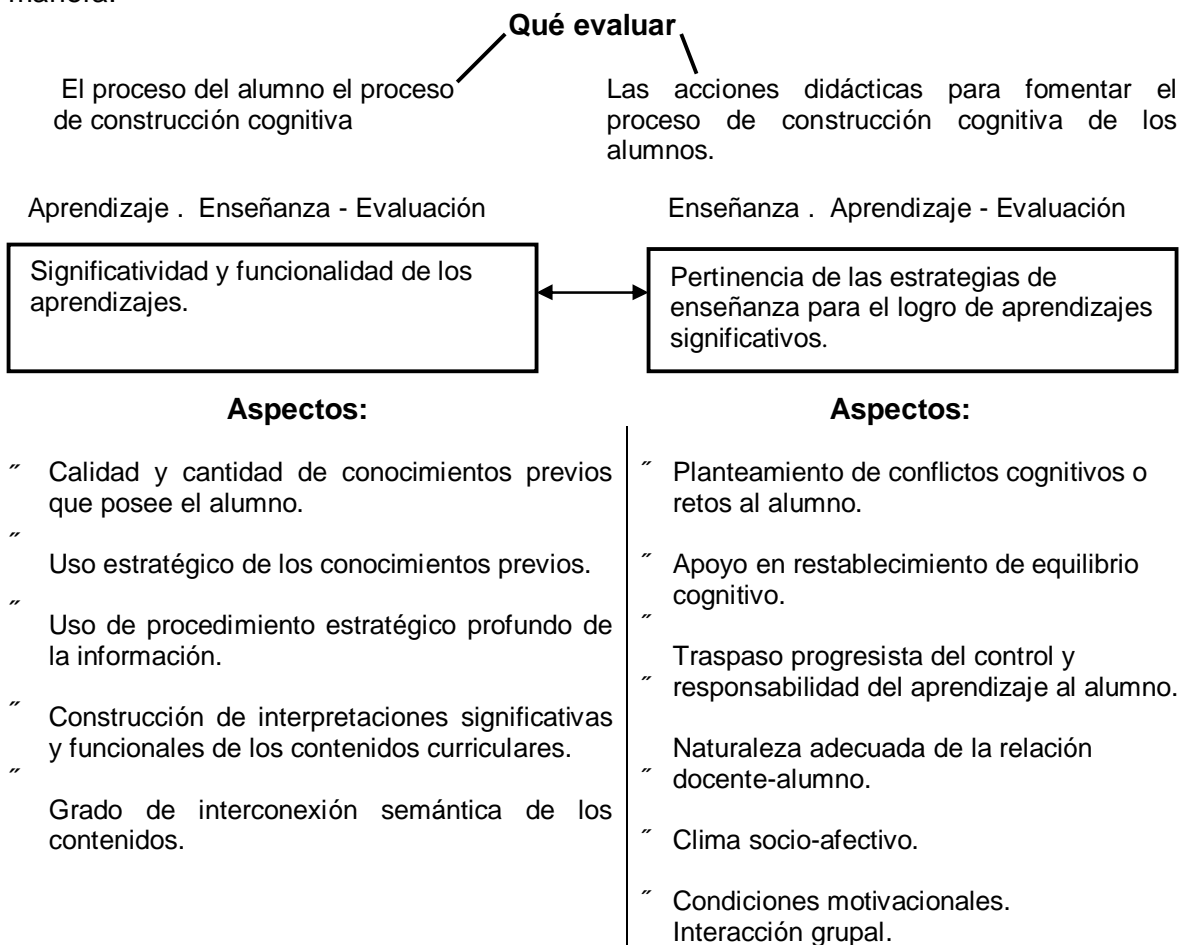 manera:
Qué evaluar
El proceso del alumno el proceso
de construcción cognitiva
Las acciones didácticas para fomentar el
proceso de construcción cognitiva de los
alumnos.
Aprendizaje . Enseñanza - Evaluación
Enseñanza . Aprendizaje - Evaluación
Significatividad y funcionalidad de los
aprendizajes.
Pertinencia de las estrategias de
enseñanza para el logro de aprendizajes
significativos.
Aspectos:
˝ Calidad y cantidad de conocimientos previos
que posee el alumno.
˝
Uso estratégico de los conocimientos previos.
˝
Uso de procedimiento estratégico profundo de
la información.
˝ Construcción de interpretaciones significativas
y funcionales de los contenidos curriculares.
˝
Grado de interconexión semántica de los
contenidos.
Aspectos:
˝ Planteamiento de conflictos cognitivos o
retos al alumno.
˝ Apoyo en restablecimiento de equilibrio
cognitivo.
˝
Traspaso progresista del control y
˝ responsabilidad del aprendizaje al alumno.
Naturaleza adecuada de la relación
˝ docente-alumno.
˝ Clima socio-afectivo.
˝ Condiciones motivacionales.
Interacción grupal.